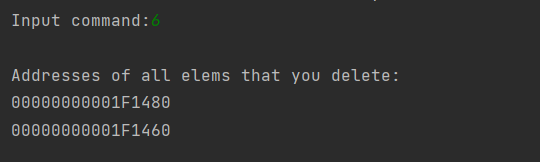 Input command:6
Addresses of all elems that you delete:
00000000001F1480
00000000001F1460